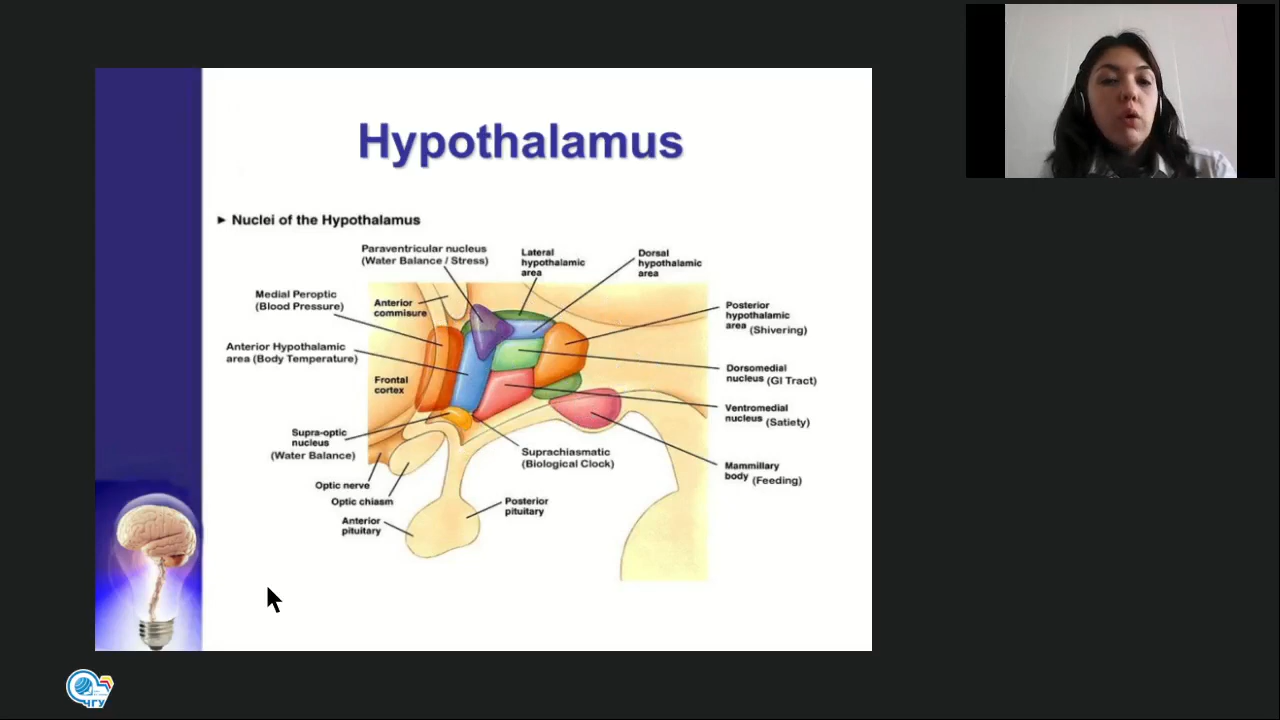 Hypothalamus
► Nuclei of the Hypothalamus
Paraventricular nucleus
(Water Balance / Stress)
Lateral
hypothalamic
area
Dorsal
hypothalamic
area
Medial Peroptic
(Blood Pressure)
Anterior
commisure
Posterior
hypothalamic
area (Shivering)
Anterior Hypothalamic
area (Body Temperature)
Frontal
cortex
Dorsomedial
nucleus (GI Tract)
Ventromedial
nucleus (Satiety)
Supra-optic
nucleus
(Water Balance)
Suprachiasmatic
(Biological Clock)
Mammillary
body (Feeding)
Optic nerve
Optic chiasm
Anterior
pituitary
Posterior
pituitary
ЧГУ